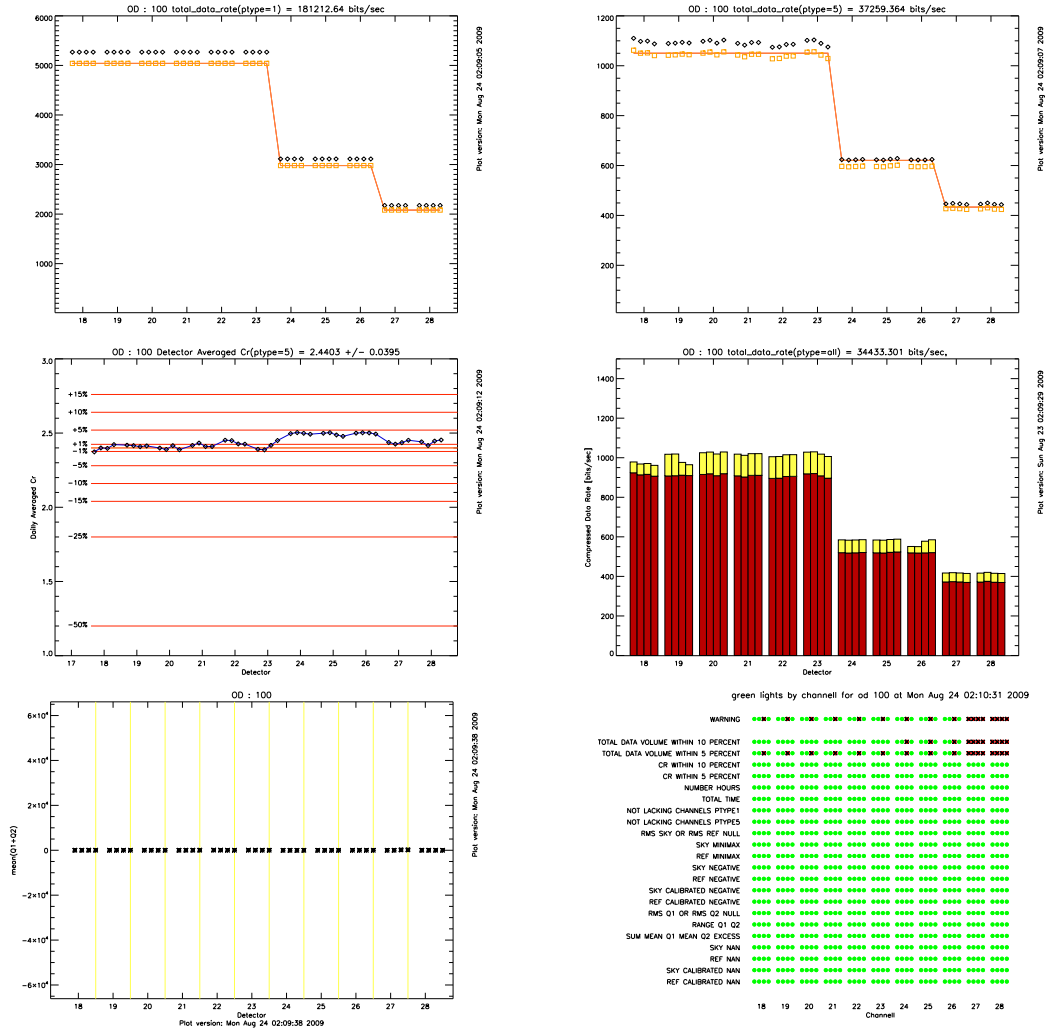 OD : 100 total_data_rate(ptype=1) = 181212.64 bits/sec
6000
5000
4000
3000
2000
1000
18 19 20 21 22 23 24 25 26 27 28
Plot version: Mon Aug 24 02:09:05 2009
OD : 100 total_data_rate(ptype=5) = 37259.364 bits/sec
1200
1000
800
600
400
200
18 19 20 21 22 23 24 25 26 27 28
Plot version: Mon Aug 24 02:09:07 2009
OD : 100 Detector Averaged Cr(ptype=5) = 2.4403 +/- 0.0395
3.0
2.5
2.0
1.5
1.0
+15%
+10%
+5%
+1%
-1%
-5%
-10%
-15%
-25%
-50%
Daily Averaged Cr
17 18 19 20 21 22 23 24 25 26 27 28
Detector
Plot version: Mon Aug 24 02:09:12 2009
OD : 100 total_data_rate(ptype=all) = 34433.301 bits/sec,
1400
1200
1000
800
600
400
200
0
Compressed Data Rate [bits/sec]
18 19 20 21 22 23 24 25 26 27 28
Detector
Plot version: Sun Aug 23 02:09:29 2009
OD : 100
6×10⁴
4×10⁴
2×10⁴
0
−2×10⁴
−4×10⁴
−6×10⁴
mean(Q1+Q2)
18 19 20 21 22 23 24 25 26 27 28
Detector
Plot version: Mon Aug 24 02:09:38 2009
Plot version: Mon Aug 24 02:09:38 2009
green lights by channell for od 100 at Mon Aug 24 02:10:31 2009
WARNING
TOTAL DATA VOLUME WITHIN 10 PERCENT
TOTAL DATA VOLUME WITHIN 5 PERCENT
CR WITHIN 10 PERCENT
CR WITHIN 5 PERCENT
NUMBER HOURS
TOTAL TIME
NOT LACKING CHANNELS PTYPE1
NOT LACKING CHANNELS PTYPE5
RMS SKY OR RMS REF NULL
SKY MINIMAX
REF MINIMAX
SKY NEGATIVE
REF NEGATIVE
SKY CALIBRATED NEGATIVE
REF CALIBRATED NEGATIVE
RMS Q1 OR RMS Q2 NULL
RANGE Q1 Q2
SUM MEAN Q1 MEAN Q2 EXCESS
SKY NAN
REF NAN
SKY CALIBRATED NAN
REF CALIBRATED NAN
18 19 20 21 22 23 24 25 26 27 28
Channel